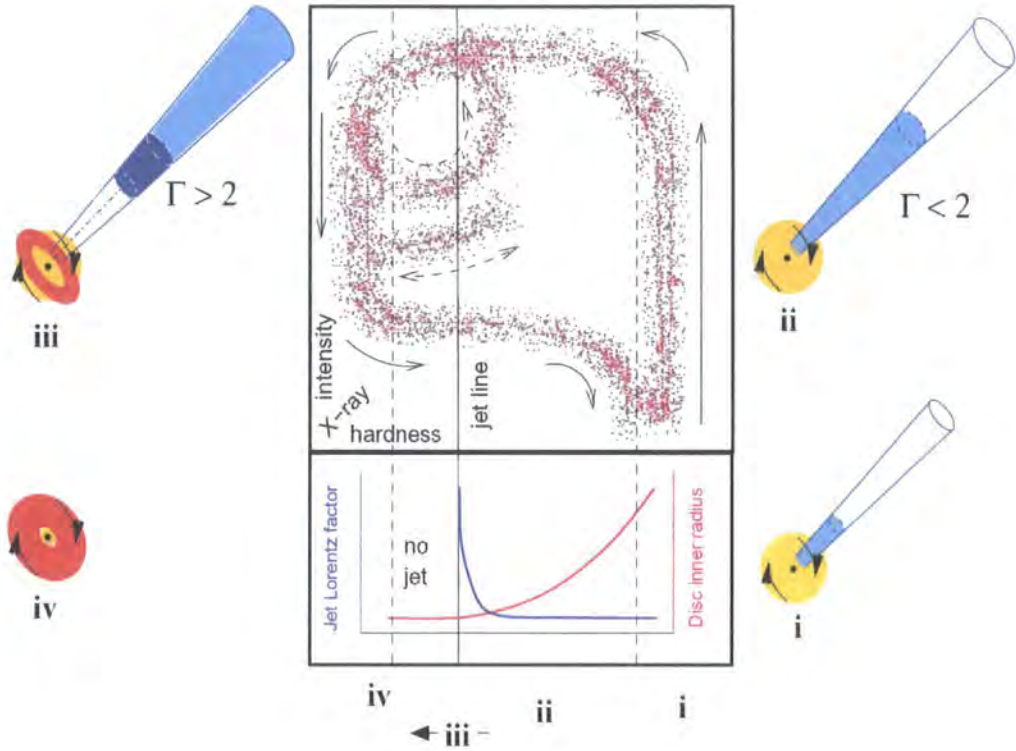 Γ > 2
iii
iv
intensity
X-ray
hardness
jet line
Γ < 2
ii
i
Jet Lorentz factor
no
jet
Disc inner radius
iv
iii
ii
i